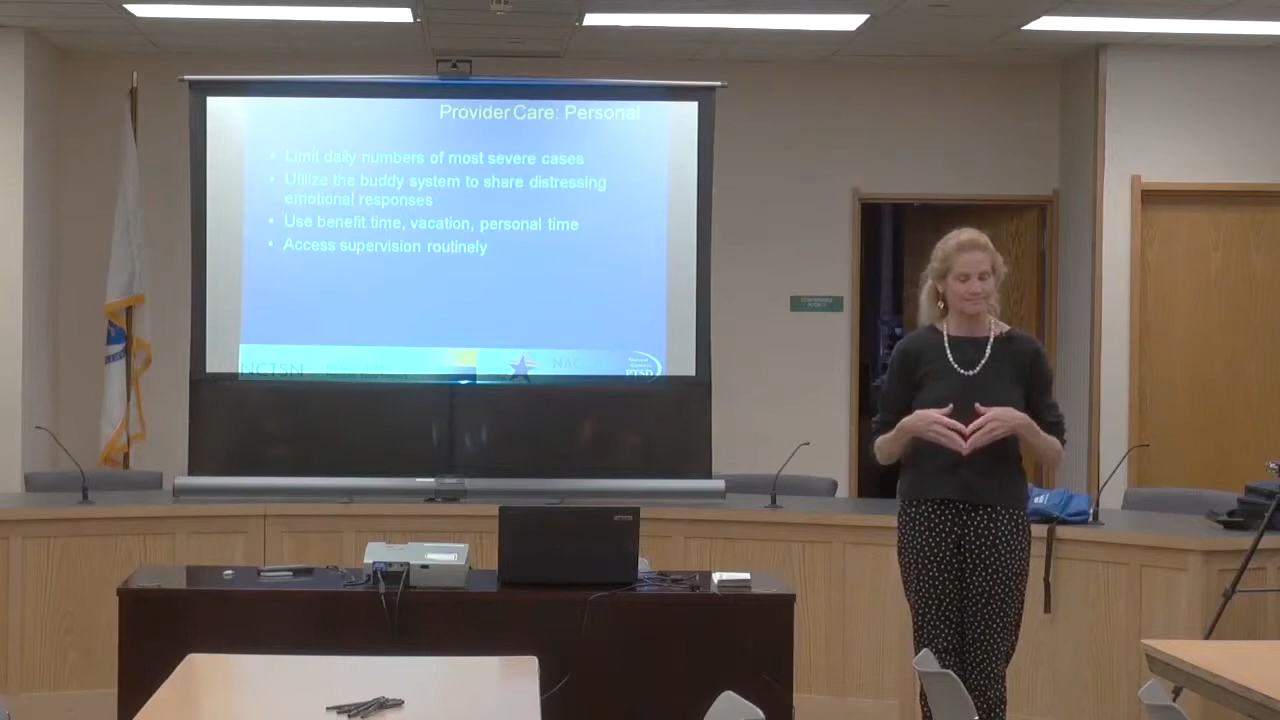 Provider Care: Personal
• Limit daily numbers of most severe cases
• Utilize the buddy system to share distressing
emotional responses
• Use benefit time, vacation, personal time
• Access supervision routinely
NCTSN
NAC
PTSD